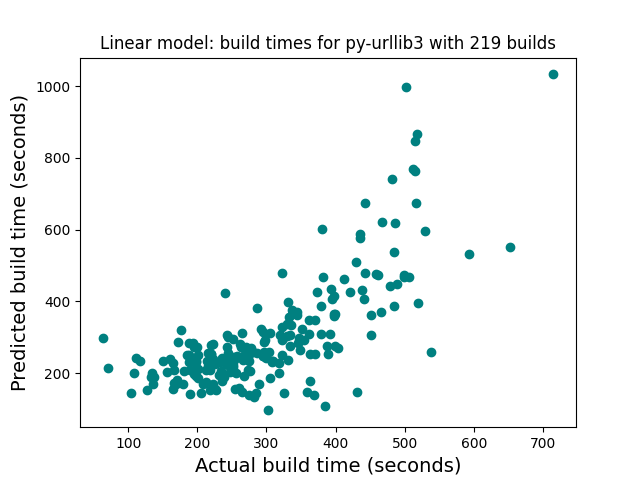 Linear model: build times for py-urllib3 with 219 builds
Predicted build time (seconds)
1000
800
600
400
200
100 200 300 400 500 600 700
Actual build time (seconds)